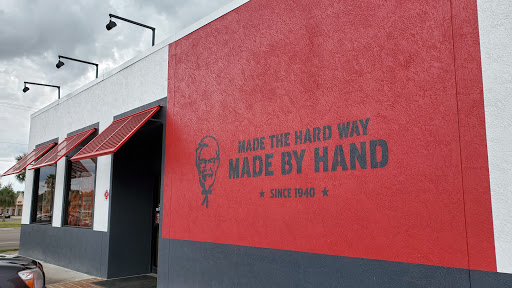 MADE THE HARD WAY
MADE BY HAND
★ SINCE 1940 ★